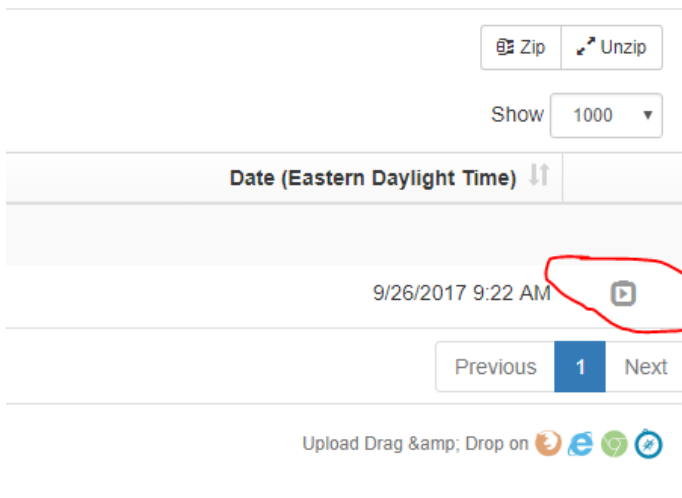 Zip Unzip
Show 1000
Date (Eastern Daylight Time)
9/26/2017 9:22 AM
Previous 1 Next
Upload Drag &amp; Drop on